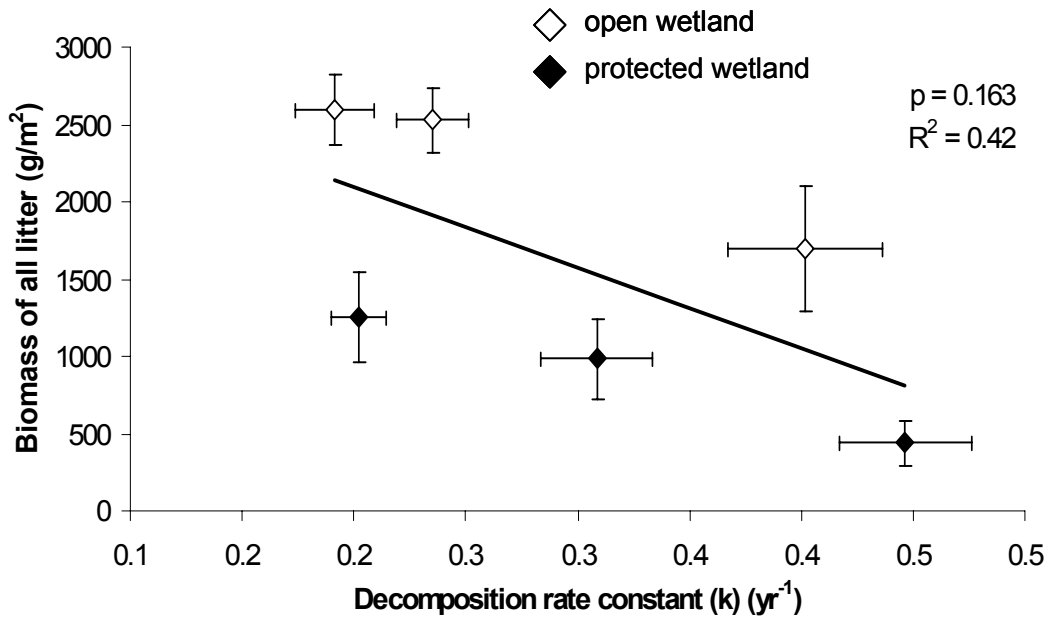 open wetland
protected wetland
p = 0.163
R² = 0.42
Biomass of all litter (g/m²)
3000
2500
2000
1500
1000
500
0
0.1 0.2 0.2 0.3 0.3 0.4 0.4 0.5 0.5
Decomposition rate constant (k) (yr⁻¹)